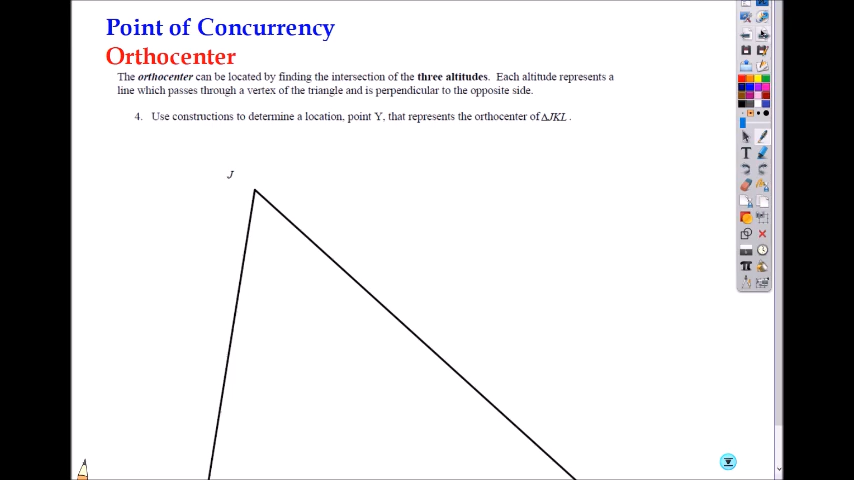 Point of Concurrency
Orthocenter
The orthocenter can be located by finding the intersection of the three altitudes. Each altitude represents a
line which passes through a vertex of the triangle and is perpendicular to the opposite side.
4. Use constructions to determine a location, point Y, that represents the orthocenter of ΔJKL .
J
T